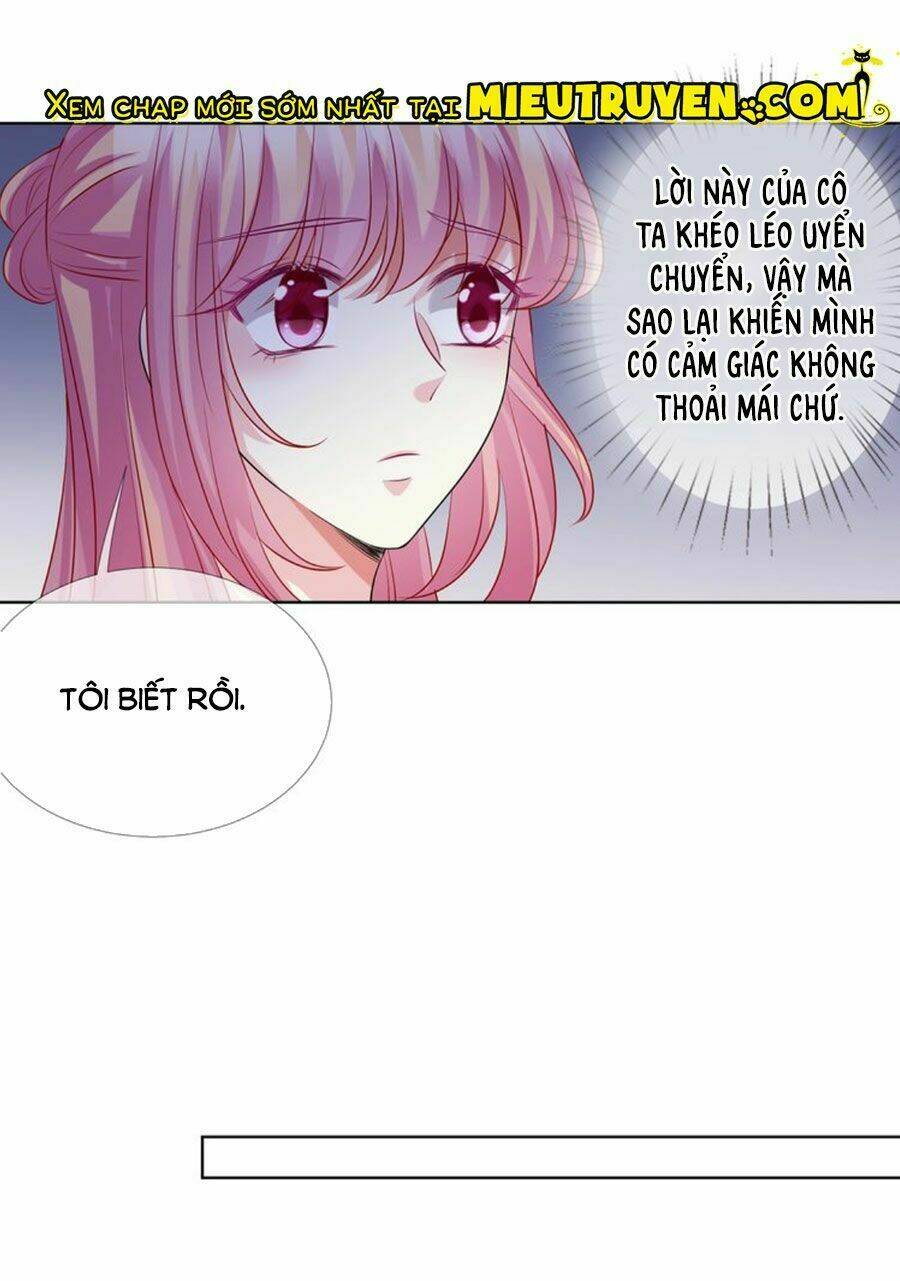 XEM CHAP MỚI SỚM NHẤT TẠI MIEUTRUYEN.COM
LỜI NÀY CỦA CÔ
TA KHÉO LÉO UYỂN
CHUYỂN, VẬY MÀ
SAO LẠI KHIẾN MÌNH
CÓ CẢM GIÁC KHÔNG
THOẢI MÁI CHỨ.
TÔI BIẾT RỒI.